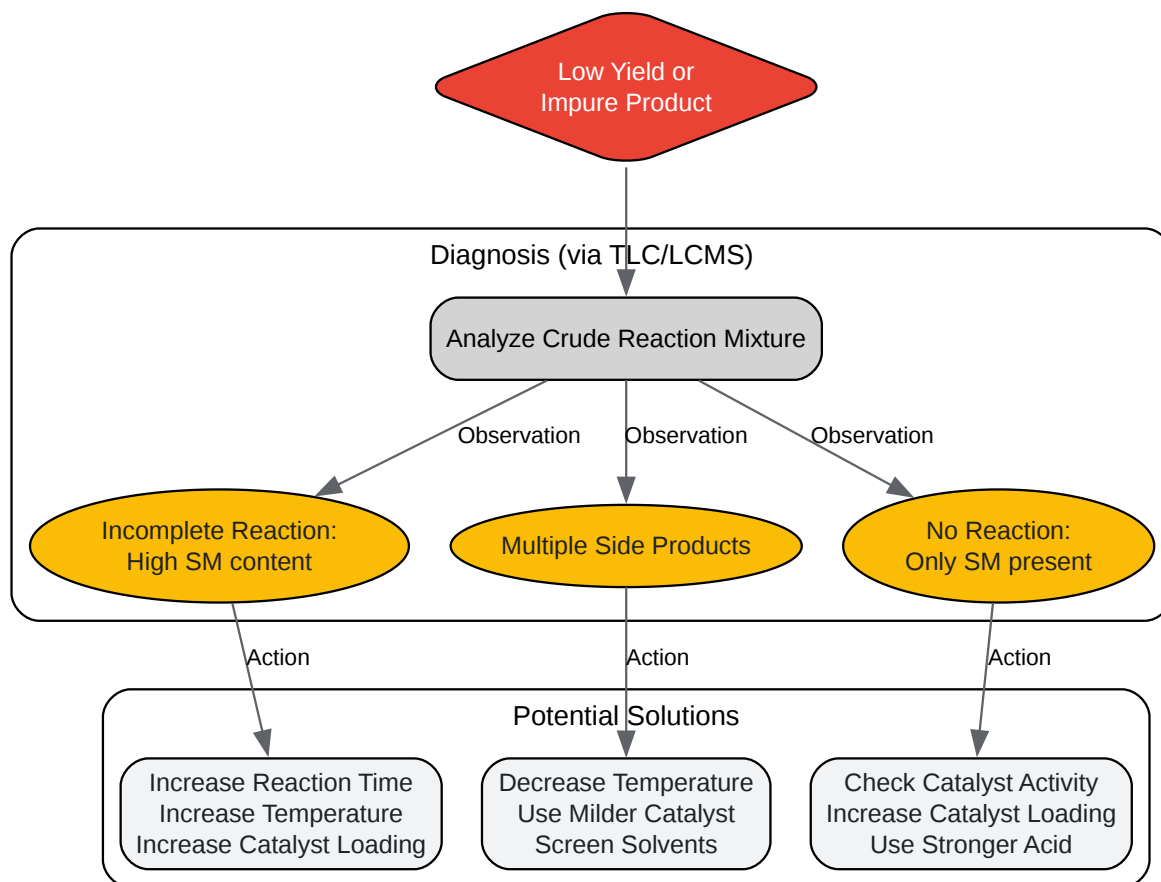 Low Yield or
Impure Product
Diagnosis (via TLC/LCMS)
Analyze Crude Reaction Mixture
Observation
Observation
Observation
Incomplete Reaction:
High SM content
Multiple Side Products
No Reaction:
Only SM present
Action
Action
Action
Potential Solutions
Increase Reaction Time
Increase Temperature
Increase Catalyst Loading
Decrease Temperature
Use Milder Catalyst
Screen Solvents
Check Catalyst Activity
Increase Catalyst Loading
Use Stronger Acid